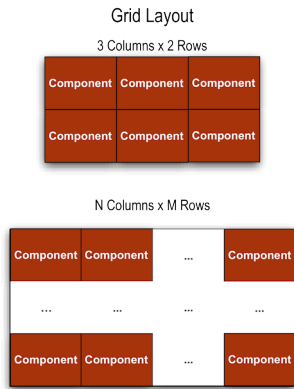 Grid Layout
3 Columns x 2 Rows
Component Component Component
Component Component Component
N Columns x M Rows
Component Component ... Component
... ... ... ...
Component Component ... Component